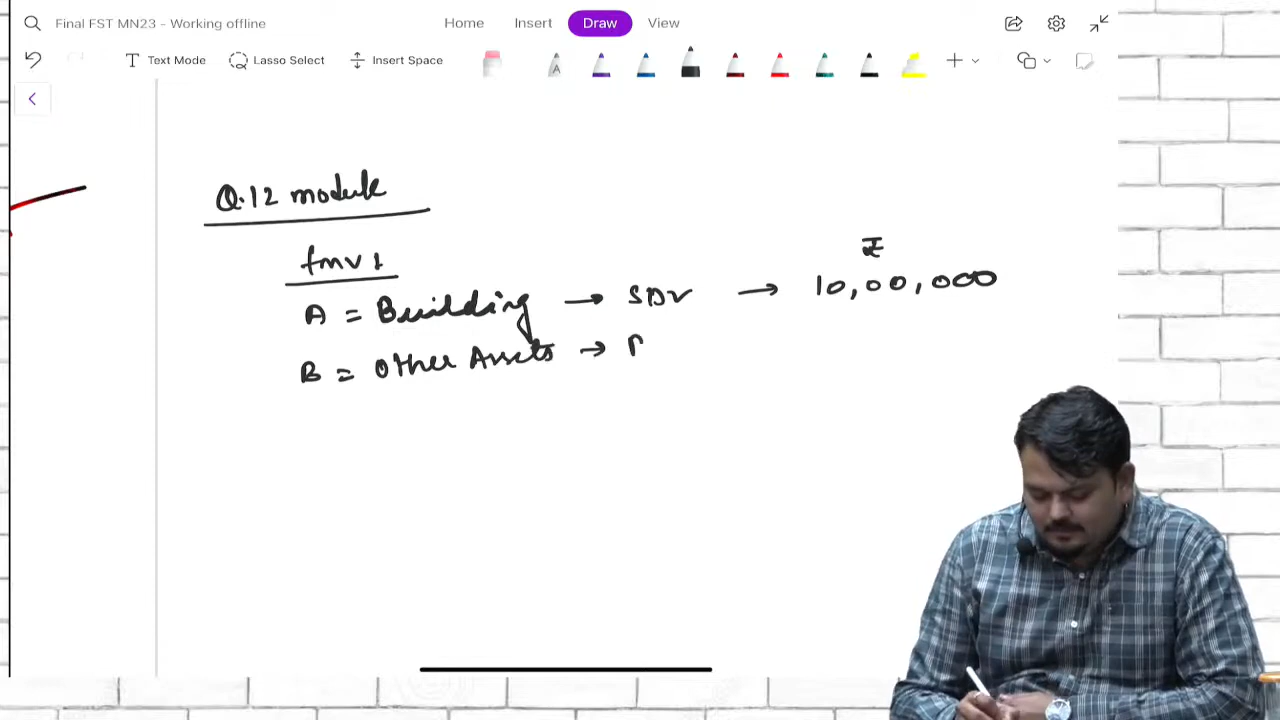 Final FST MN23 - Working offline
Home Insert Draw View
Text Mode Lasso Select Insert Space
A
Q.12 module
fmv 1
₹
A = Building → SDV → 10,00,000
B = Other Assets →